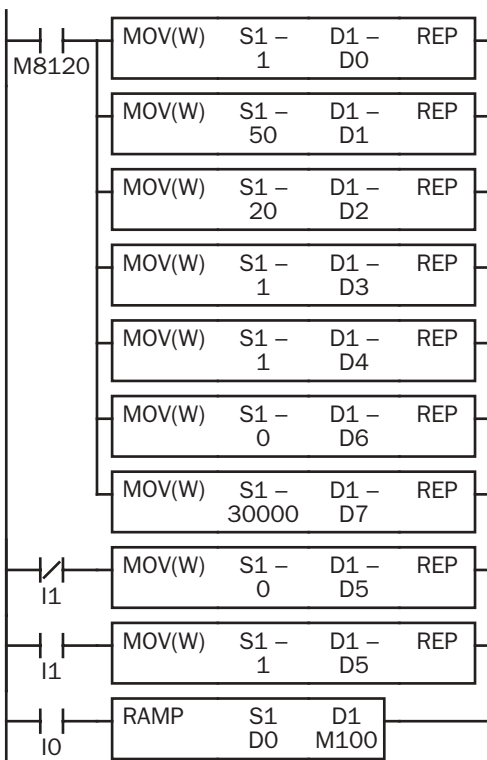 MOV(W) S1 – D1 – REP
M8120 1 D0
MOV(W) S1 – D1 – REP
50 D1
MOV(W) S1 – D1 – REP
20 D2
MOV(W) S1 – D1 – REP
1 D3
MOV(W) S1 – D1 – REP
1 D4
MOV(W) S1 – D1 – REP
0 D6
MOV(W) S1 – D1 – REP
30000 D7
MOV(W) S1 – D1 – REP
I1 0 D5
MOV(W) S1 – D1 – REP
I1 1 D5
RAMP S1 D1
I0 D0 M100